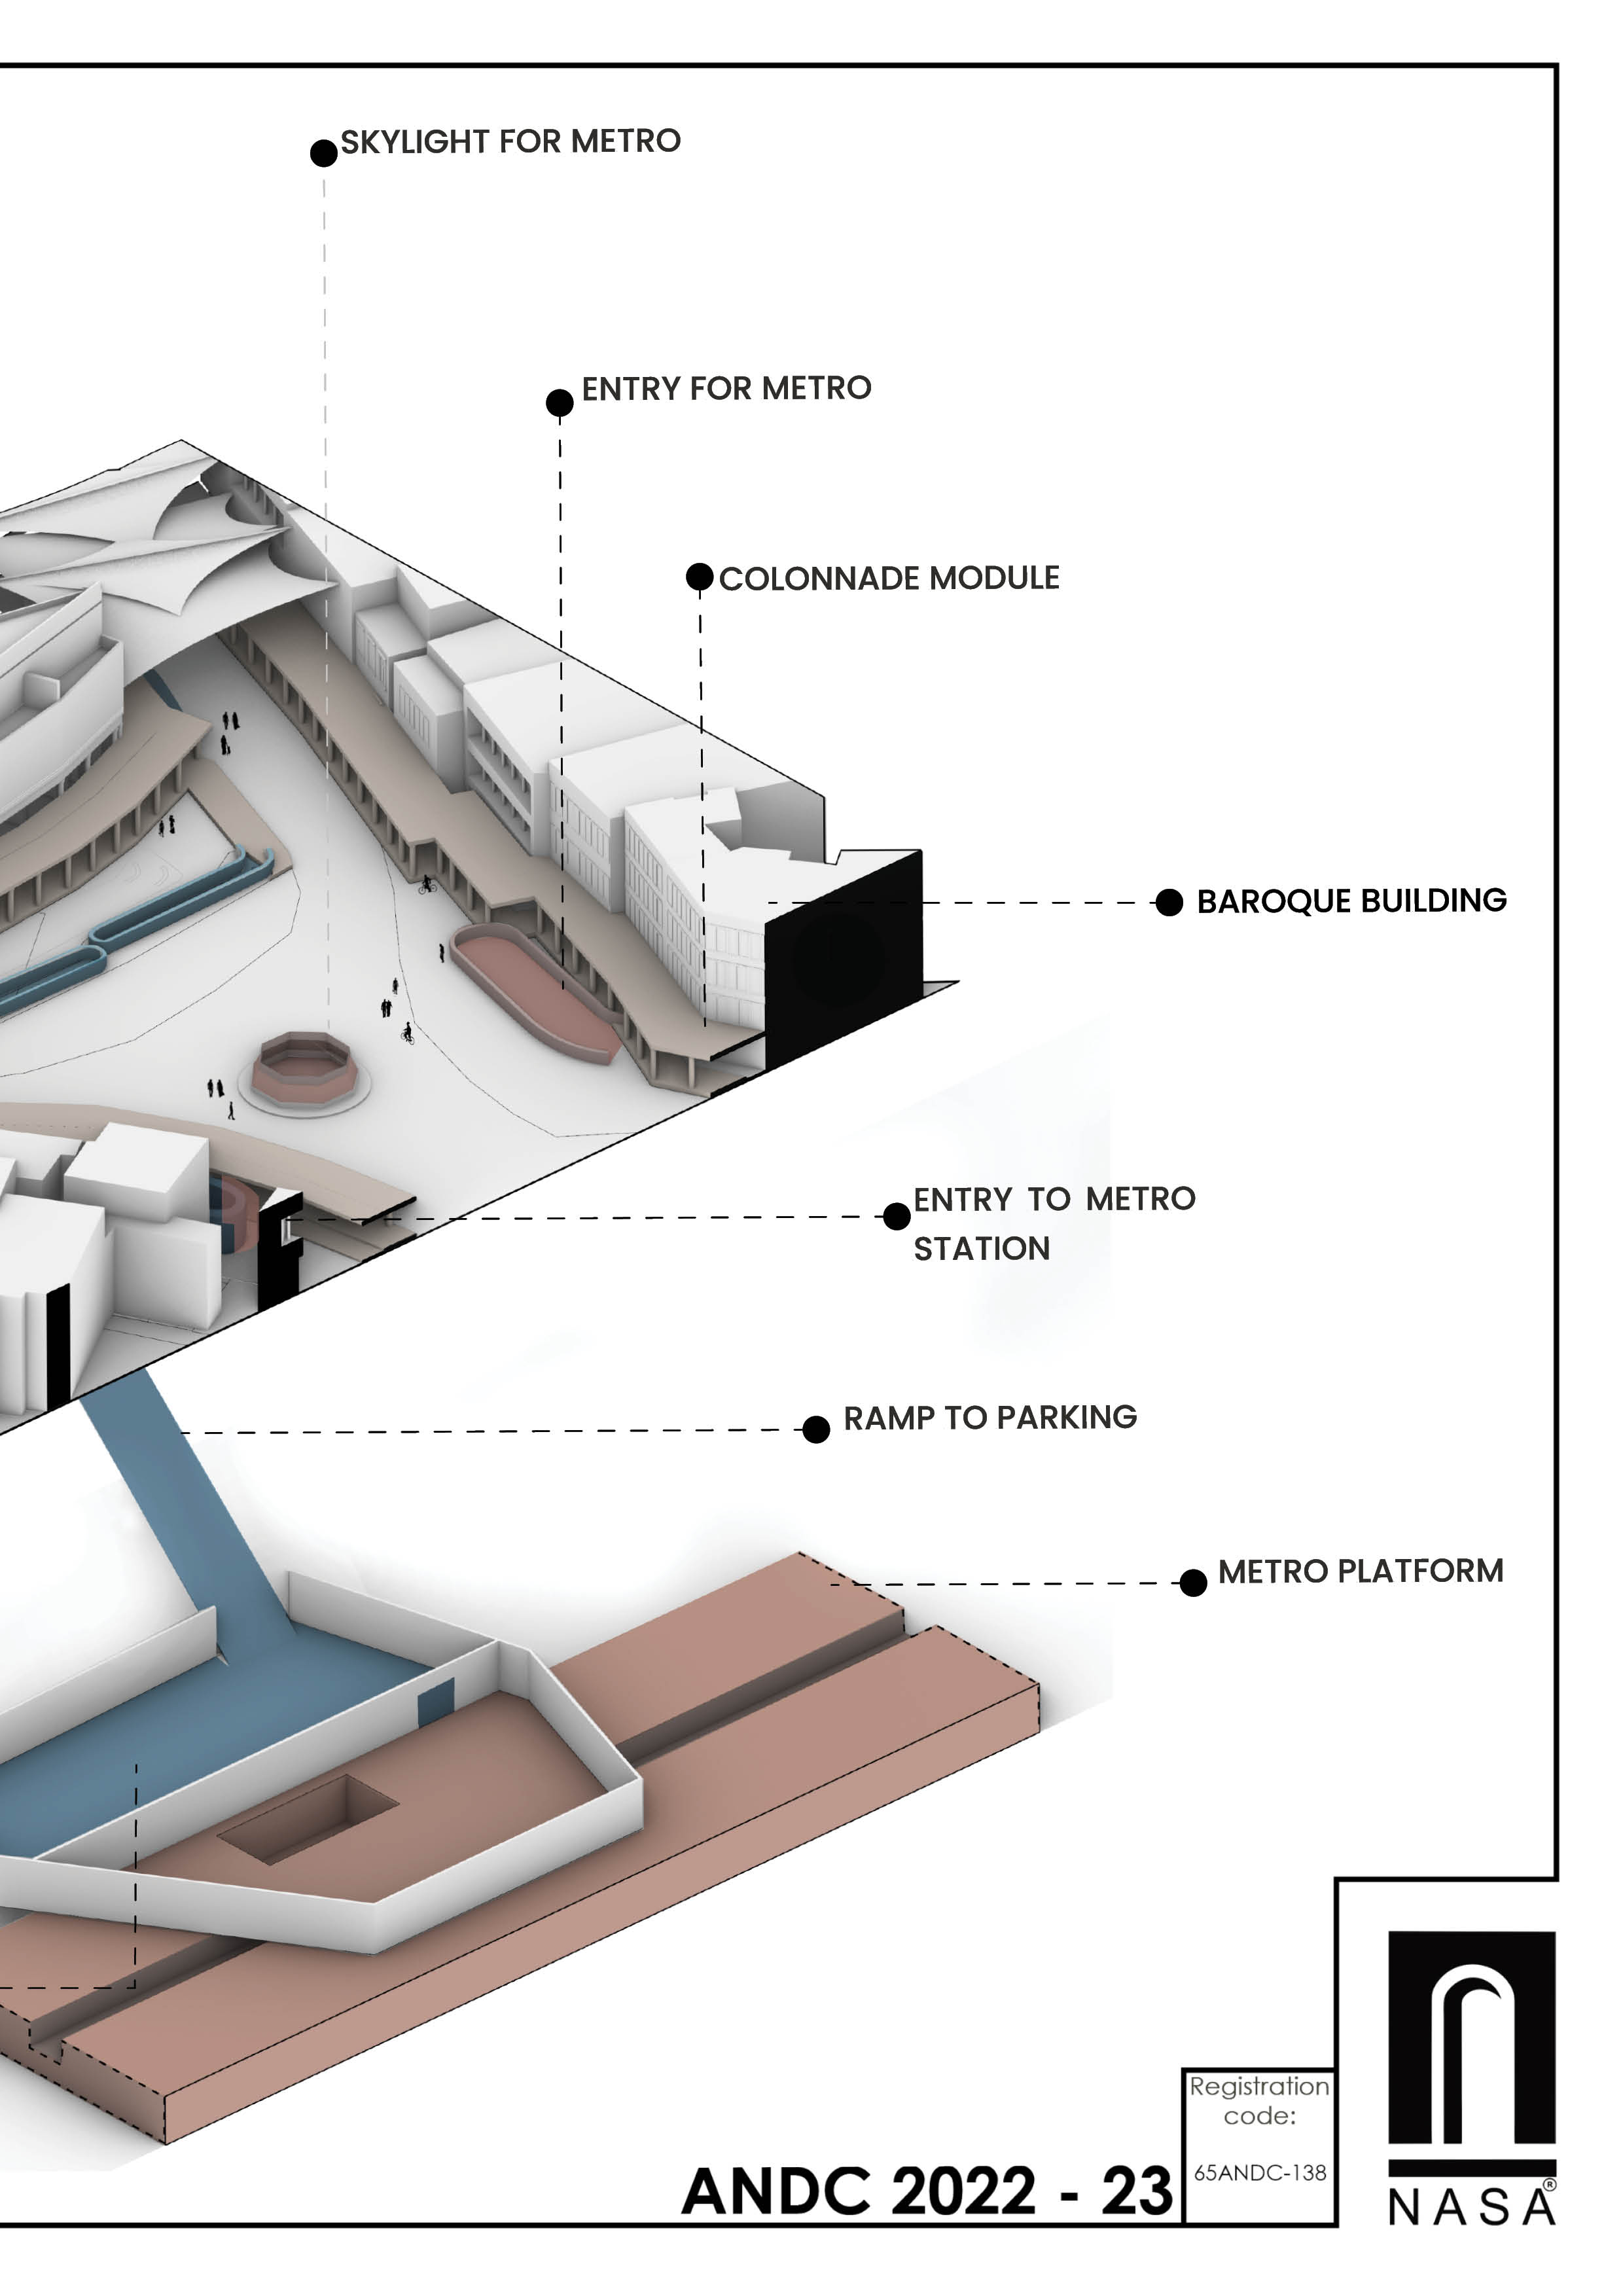 SKYLIGHT FOR METRO
ENTRY FOR METRO
COLONNADE MODULE
BAROQUE BUILDING
ENTRY TO METRO
STATION
RAMP TO PARKING
METRO PLATFORM
Registration
code:
65ANDC-138
ANDC 2022 - 23
NASA®